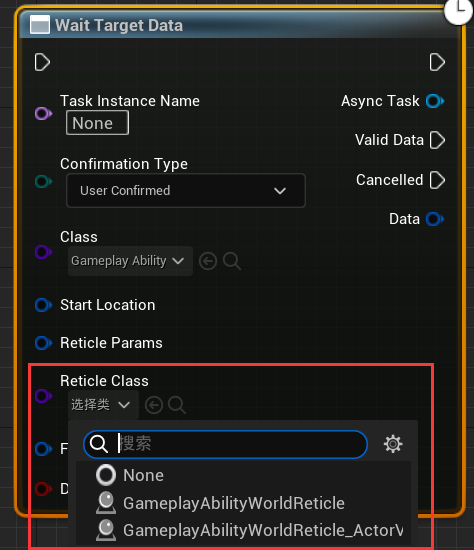 Wait Target Data
Task Instance Name
None
Async Task
Valid Data
Confirmation Type
User Confirmed
Cancelled
Data
Class
Gameplay Ability
Start Location
Reticle Params
Reticle Class
选择类
搜索
F
None
GameplayAbilityWorldReticle
D
GameplayAbilityWorldReticle_ActorV